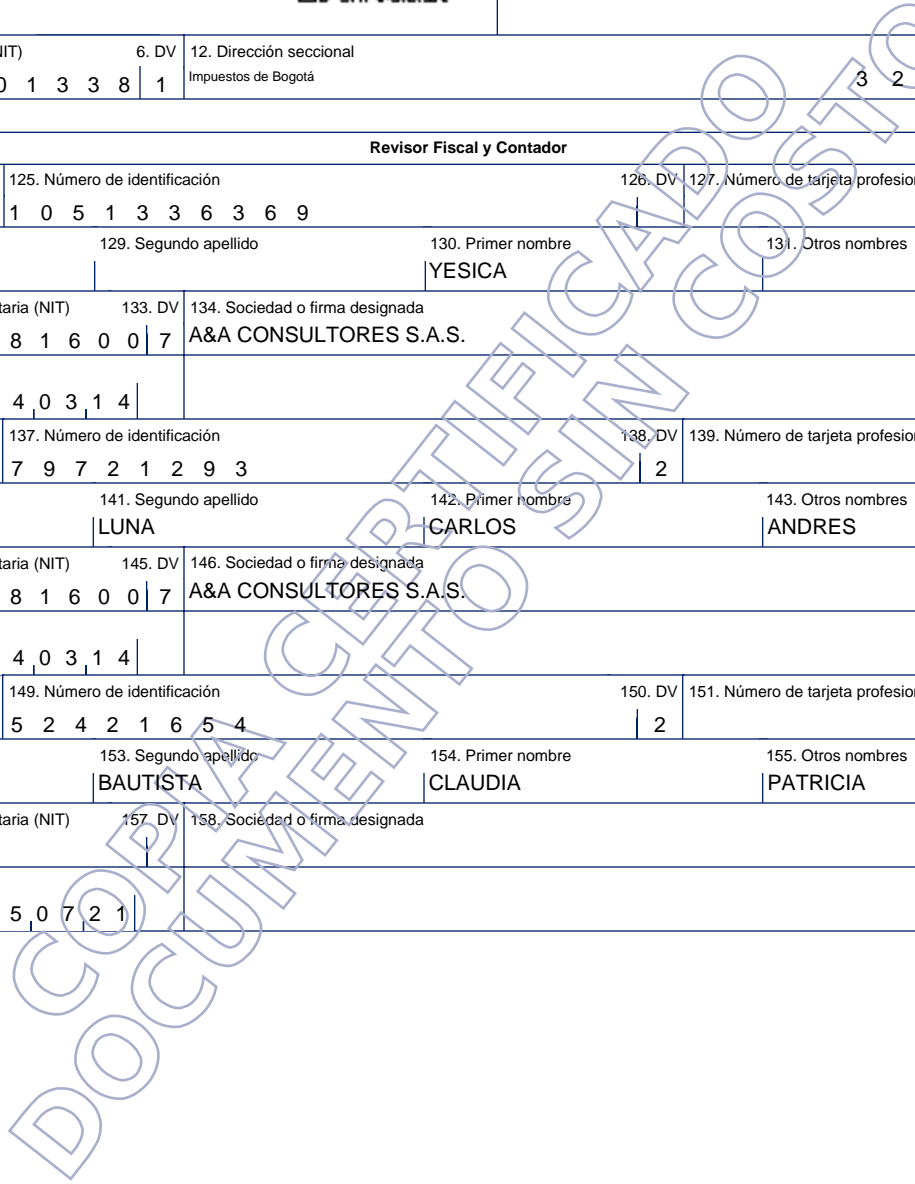 IT) 6. DV 12. Dirección seccional
0 1 3 3 8 1 Impuestos de Bogotá 3 2
Revisor Fiscal y Contador
125. Número de identificación 126. DV 127. Número de tarjeta profesion
1 0 5 1 3 3 6 3 6 9
129. Segundo apellido 130. Primer nombre 131. Otros nombres
YESICA
taria (NIT) 133. DV 134. Sociedad o firma designada
8 1 6 0 0 7 A&A CONSULTORES S.A.S.
4 0 3 1 4
137. Número de identificación 138. DV 139. Número de tarjeta profesion
7 9 7 2 1 2 9 3 2
141. Segundo apellido 142. Primer nombre 143. Otros nombres
LUNA CARLOS ANDRES
taria (NIT) 145. DV 146. Sociedad o firma designada
8 1 6 0 0 7 A&A CONSULTORES S.A.S.
4 0 3 1 4
149. Número de identificación 150. DV 151. Número de tarjeta profesion
5 2 4 2 1 6 5 4 2
153. Segundo apellido 154. Primer nombre 155. Otros nombres
BAUTISTA CLAUDIA PATRICIA
taria (NIT) 157. DV 158. Sociedad o firma designada
5 0 7 2 1
COPIA CERTIFICADO
DOCUMENTO SIN COSTO